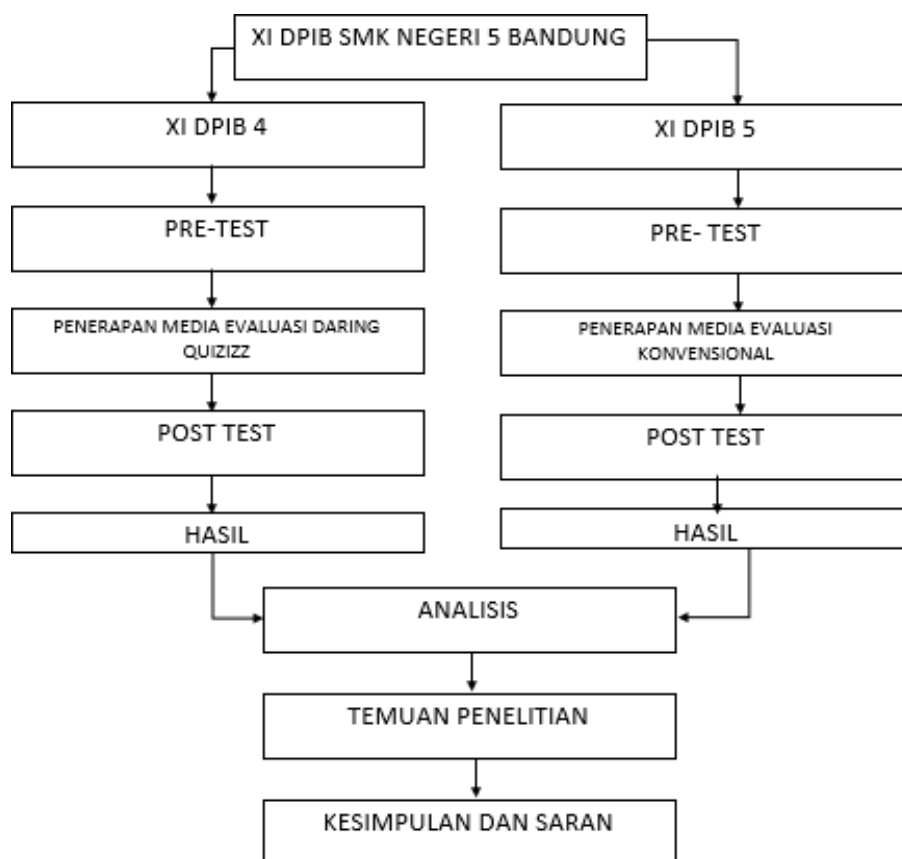 XI DPIB SMK NEGERI 5 BANDUNG
XI DPIB 4
XI DPIB 5
PRE-TEST
PRE- TEST
PENERAPAN MEDIA EVALUASI DARING
QUIZIZZ
PENERAPAN MEDIA EVALUASI
KONVENSIONAL
POST TEST
POST TEST
HASIL
HASIL
ANALISIS
TEMUAN PENELITIAN
KESIMPULAN DAN SARAN